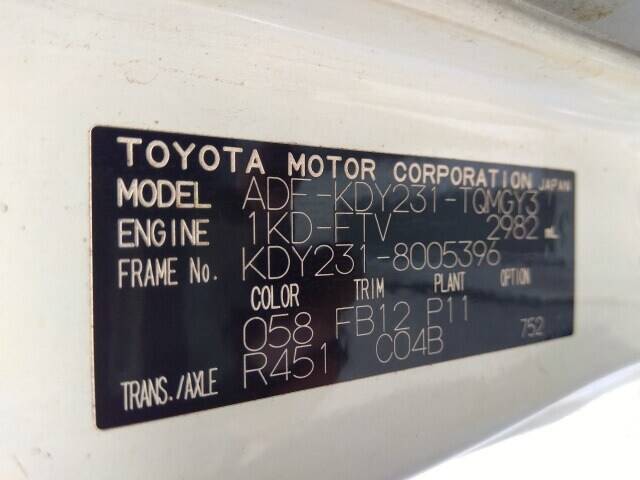 TOYOTA MOTOR CORPORATION JAPAN
MODEL ADF-KDY231-TQMGY3
ENGINE 1KD-FTV 2982 mL
FRAME No. KDY231-8005396
COLOR TRIM PLANT OPTION
058 FB12 P11 752
TRANS./AXLE R451 C04B